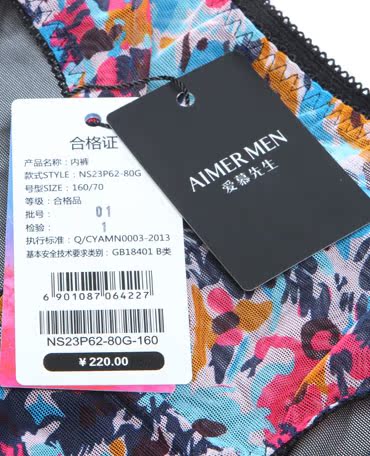 合格证
产品名称：内裤
款式STYLE：NS23P62-80G
号型SIZE：160/70
等级：合格品
批号： 01
检验： 1
执行标准：Q/CYAMN0003-2013
基本安全技术要求类别：GB18401 B类
6901087064227
NS23P62-80G-160
￥220.00
AIMER MEN
爱慕先生